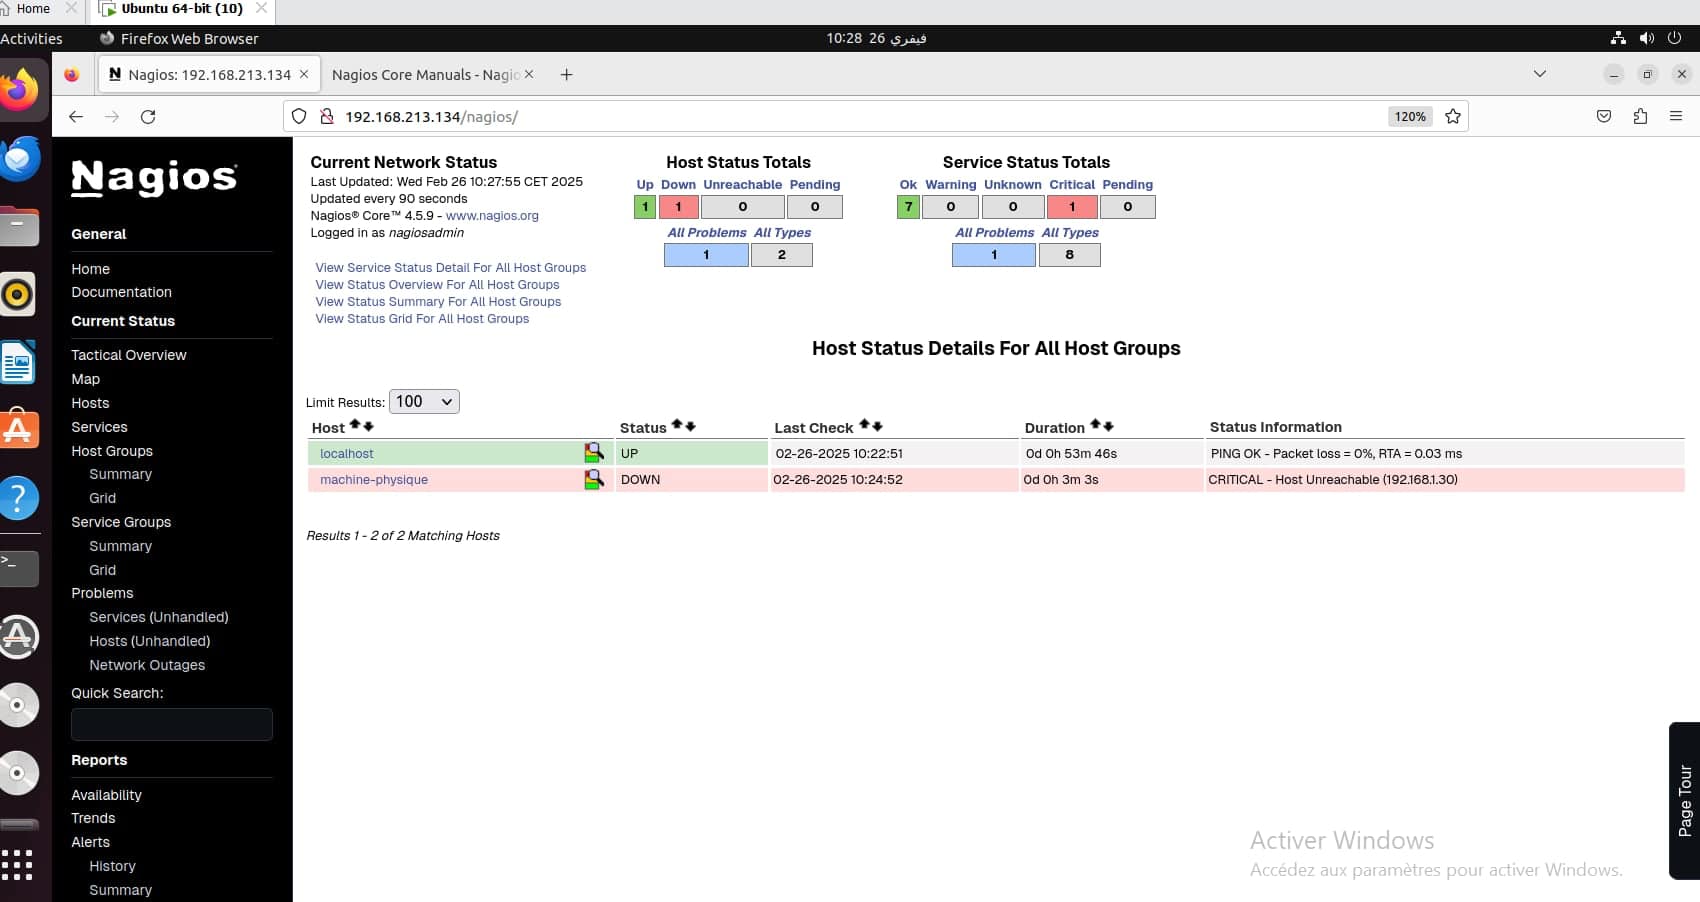 Home
Ubuntu 64-bit (10)
Activities
Firefox Web Browser
10:28 26 فيفري
Nagios: 192.168.213.134
Nagios Core Manuals - Nagio
192.168.213.134/nagios/
120%
Nagios
General
Home
Documentation
Current Status
Tactical Overview
Map
Hosts
Services
Host Groups
Summary
Grid
Service Groups
Summary
Grid
Problems
Services (Unhandled)
Hosts (Unhandled)
Network Outages
Quick Search:
Reports
Availability
Trends
Alerts
History
Summary
Current Network Status
Last Updated: Wed Feb 26 10:27:55 CET 2025
Updated every 90 seconds
Nagios® Core™ 4.5.9 - www.nagios.org
Logged in as nagiosadmin
View Service Status Detail For All Host Groups
View Status Overview For All Host Groups
View Status Summary For All Host Groups
View Status Grid For All Host Groups
Host Status Totals
Up Down Unreachable Pending
1 1 0 0
All Problems All Types
1 2
Service Status Totals
Ok Warning Unknown Critical Pending
7 0 0 1 0
All Problems All Types
1 8
Host Status Details For All Host Groups
Limit Results: 100
Host Status Last Check Duration Status Information
localhost UP 02-26-2025 10:22:51 0d 0h 53m 46s PING OK - Packet loss = 0%, RTA = 0.03 ms
machine-physique DOWN 02-26-2025 10:24:52 0d 0h 3m 3s CRITICAL - Host Unreachable (192.168.1.30)
Results 1 - 2 of 2 Matching Hosts
Page Tour
Activer Windows
Accédez aux paramètres pour activer Windows.